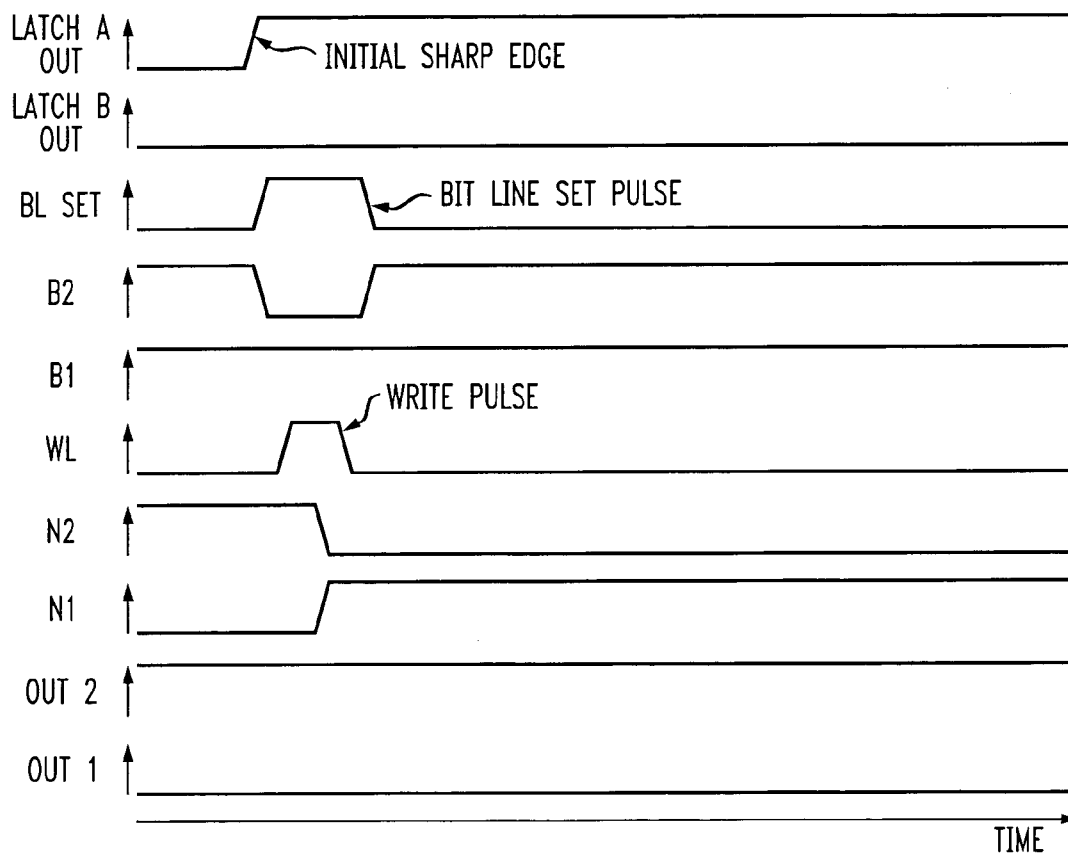 LATCH A
OUT
INITIAL SHARP EDGE
LATCH B
OUT
BL SET
BIT LINE SET PULSE
B2
B1
WRITE PULSE
WL
N2
N1
OUT 2
OUT 1
TIME